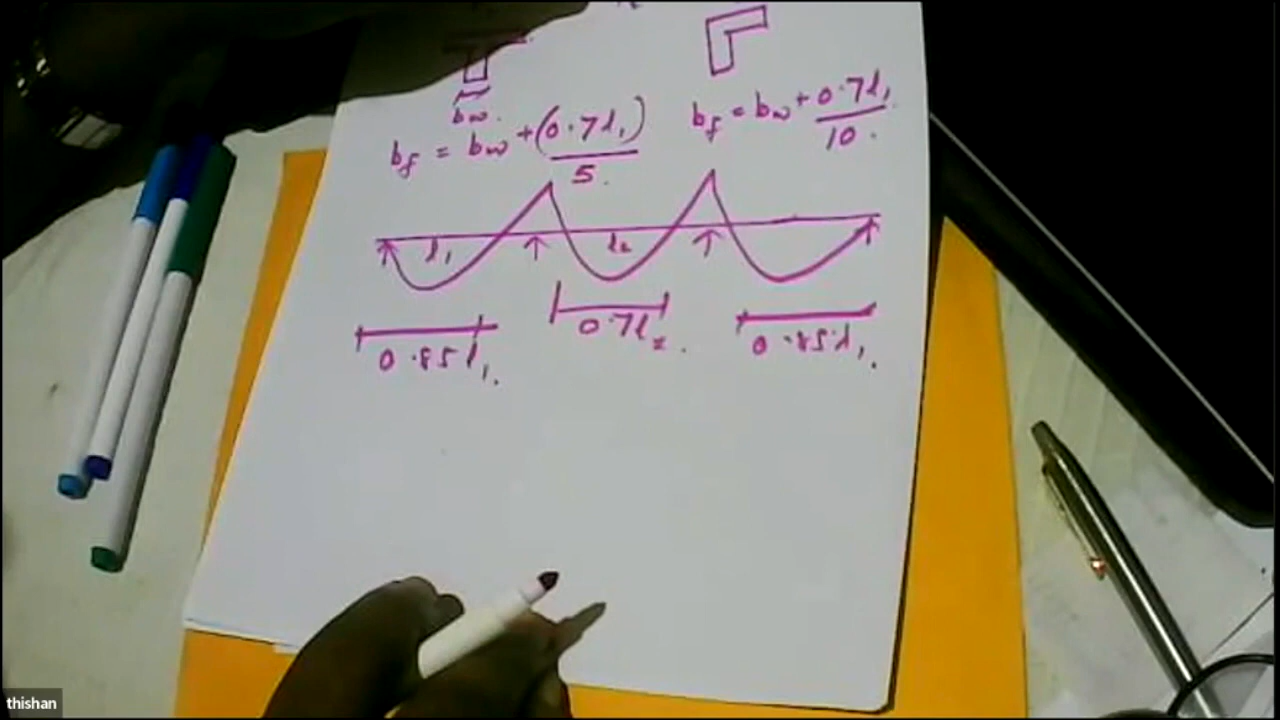 bw.
bf = bw + (0.7l1)/5.
bf = bw + 0.7l1/10.
l1 l2
0.85l1. 0.7l2. 0.85l1.
thishan